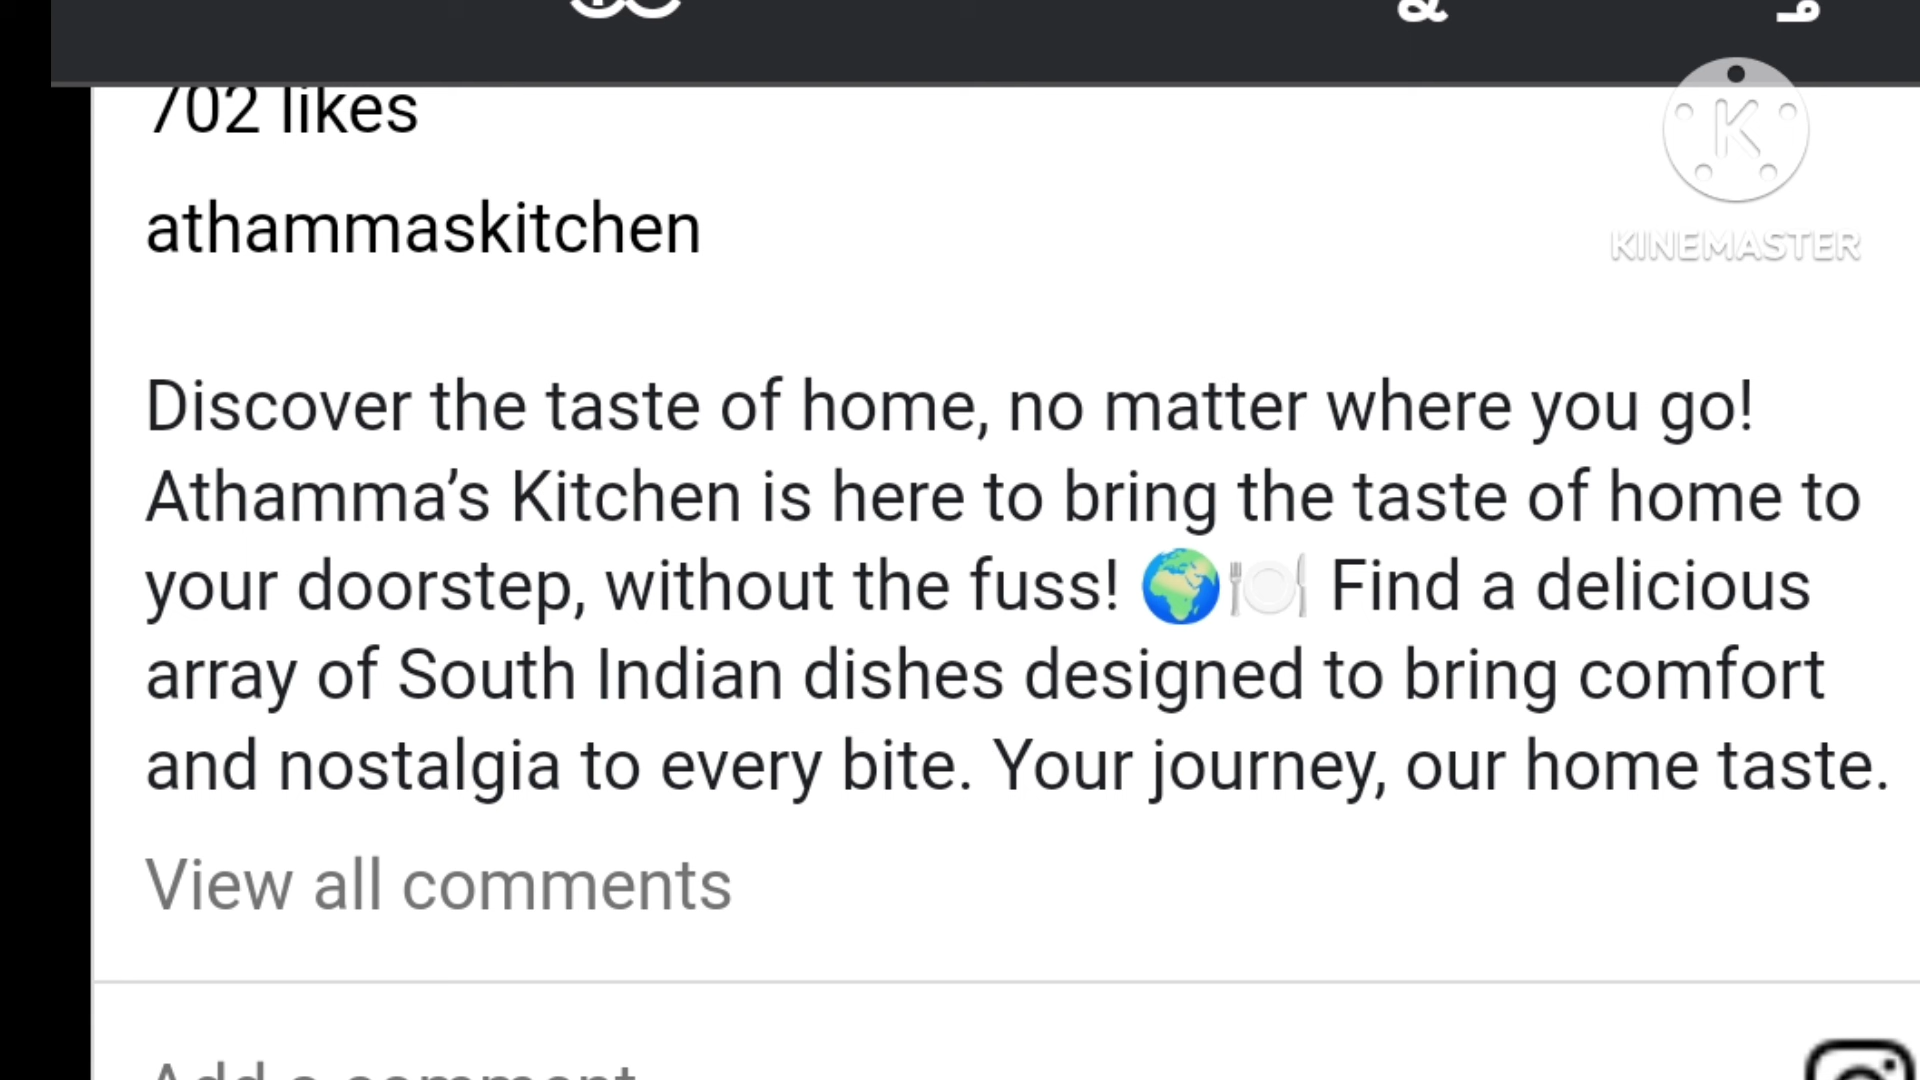 702 likes
athammaskitchen
KINEMASTER
Discover the taste of home, no matter where you go!
Athamma’s Kitchen is here to bring the taste of home to
your doorstep, without the fuss! 🌍🍽️ Find a delicious
array of South Indian dishes designed to bring comfort
and nostalgia to every bite. Your journey, our home taste.
View all comments
Add a comment